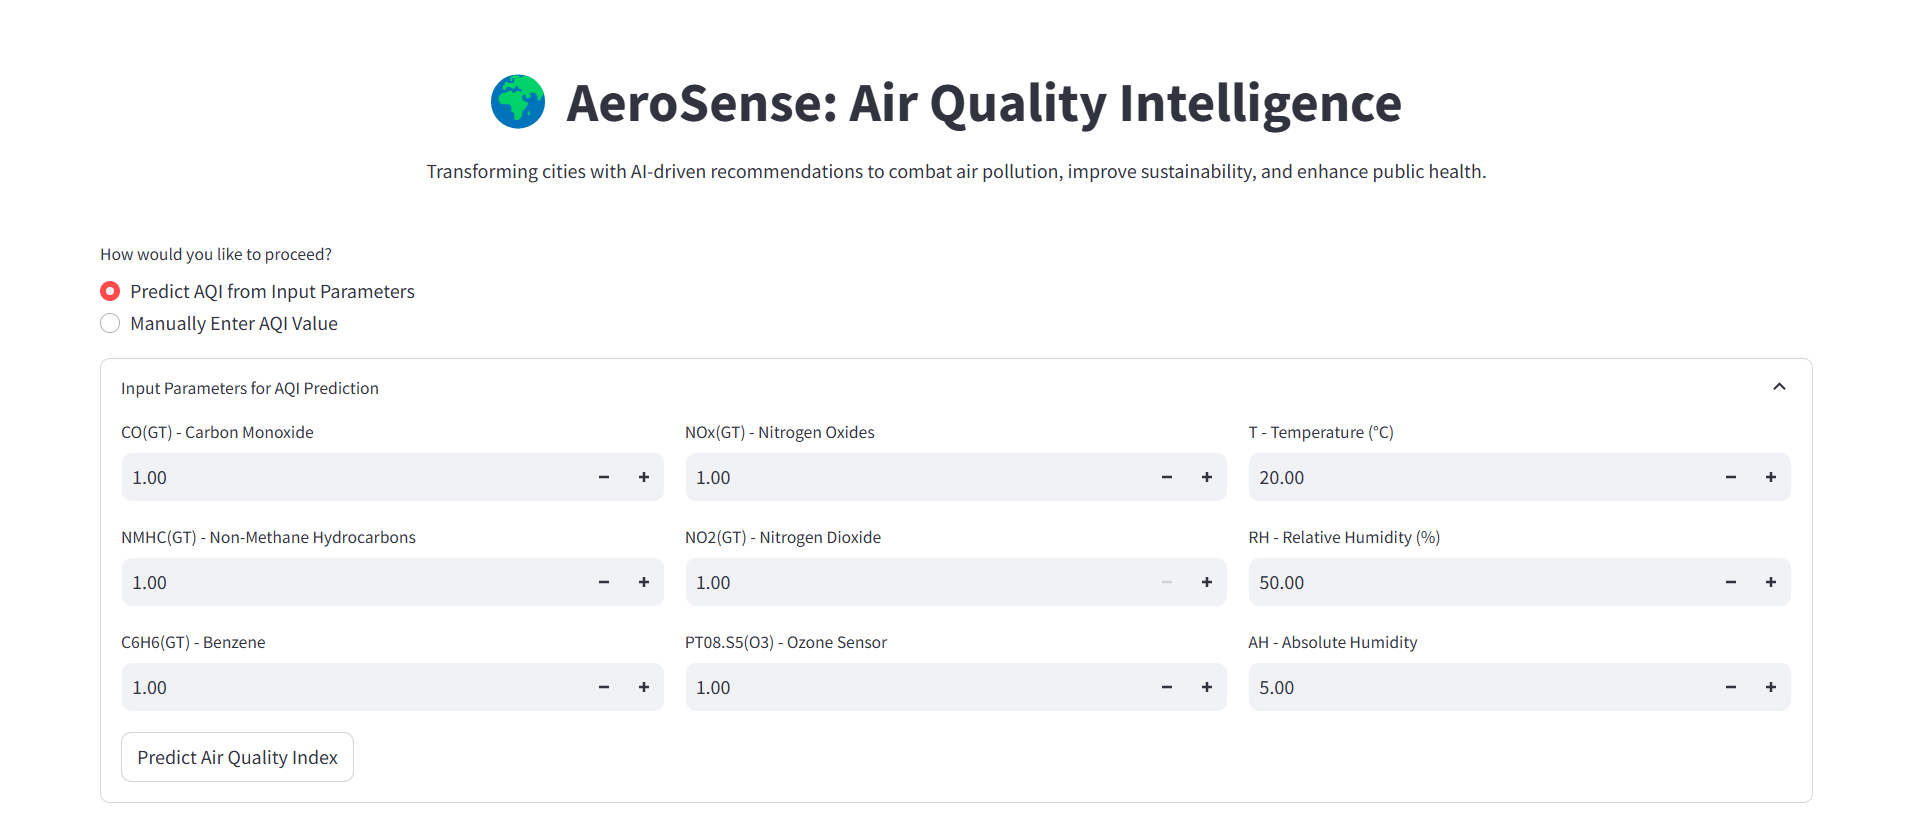 AeroSense: Air Quality Intelligence
Transforming cities with AI-driven recommendations to combat air pollution, improve sustainability, and enhance public health.
How would you like to proceed?
Predict AQI from Input Parameters
Manually Enter AQI Value
Input Parameters for AQI Prediction
CO(GT) - Carbon Monoxide
1.00
NMHC(GT) - Non-Methane Hydrocarbons
1.00
C6H6(GT) - Benzene
1.00
NOx(GT) - Nitrogen Oxides
1.00
NO2(GT) - Nitrogen Dioxide
1.00
PT08.S5(O3) - Ozone Sensor
1.00
T - Temperature (°C)
20.00
RH - Relative Humidity (%)
50.00
AH - Absolute Humidity
5.00
Predict Air Quality Index